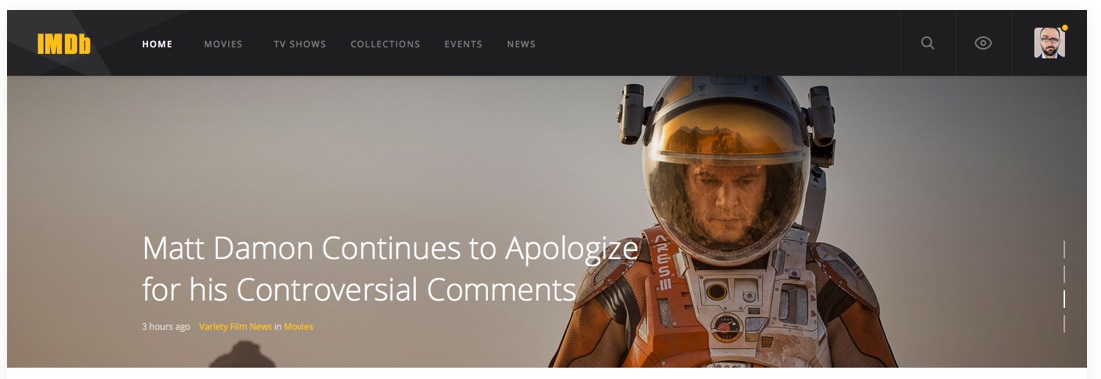 IMDb
HOME MOVIES TV SHOWS COLLECTIONS EVENTS NEWS
Matt Damon Continues to Apologize
for his Controversial Comments
3 hours ago Variety Film News in Movies
ARES III